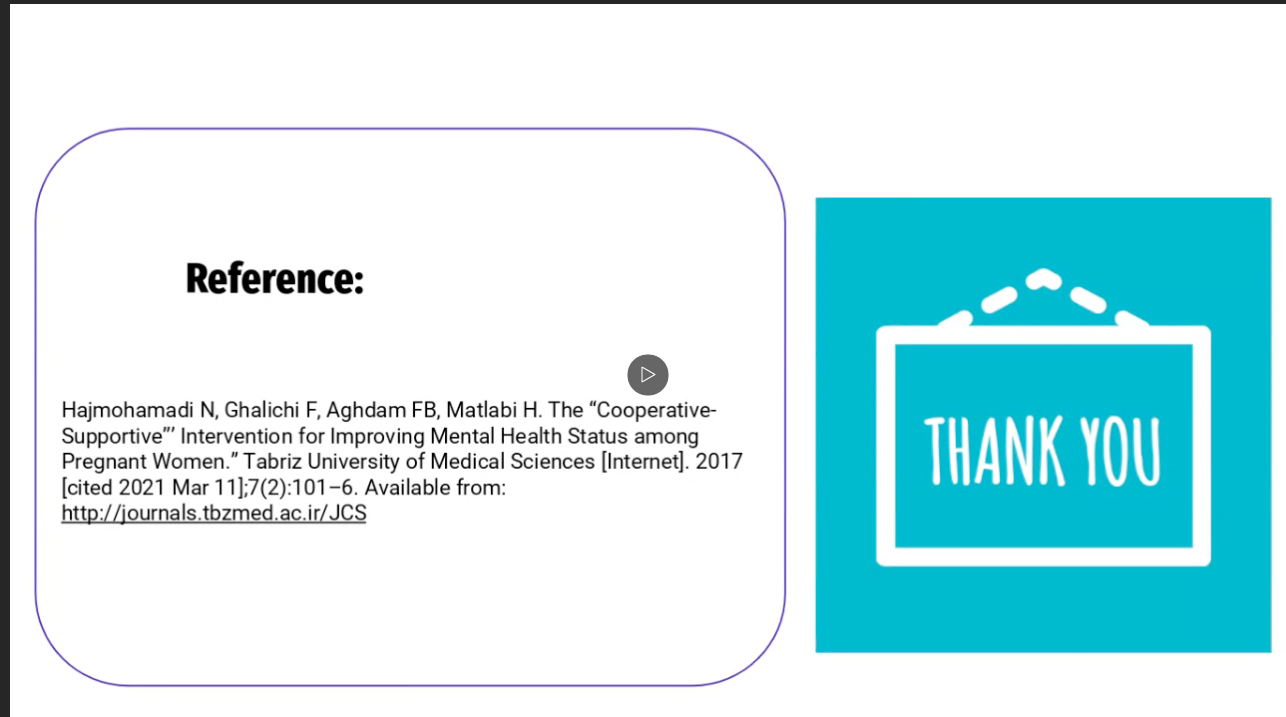 Reference:
Hajmohamadi N, Ghalichi F, Aghdam FB, Matlabi H. The “Cooperative-
Supportive”’ Intervention for Improving Mental Health Status among
Pregnant Women.” Tabriz University of Medical Sciences [Internet]. 2017
[cited 2021 Mar 11];7(2):101–6. Available from:
http://journals.tbzmed.ac.ir/JCS
THANK YOU